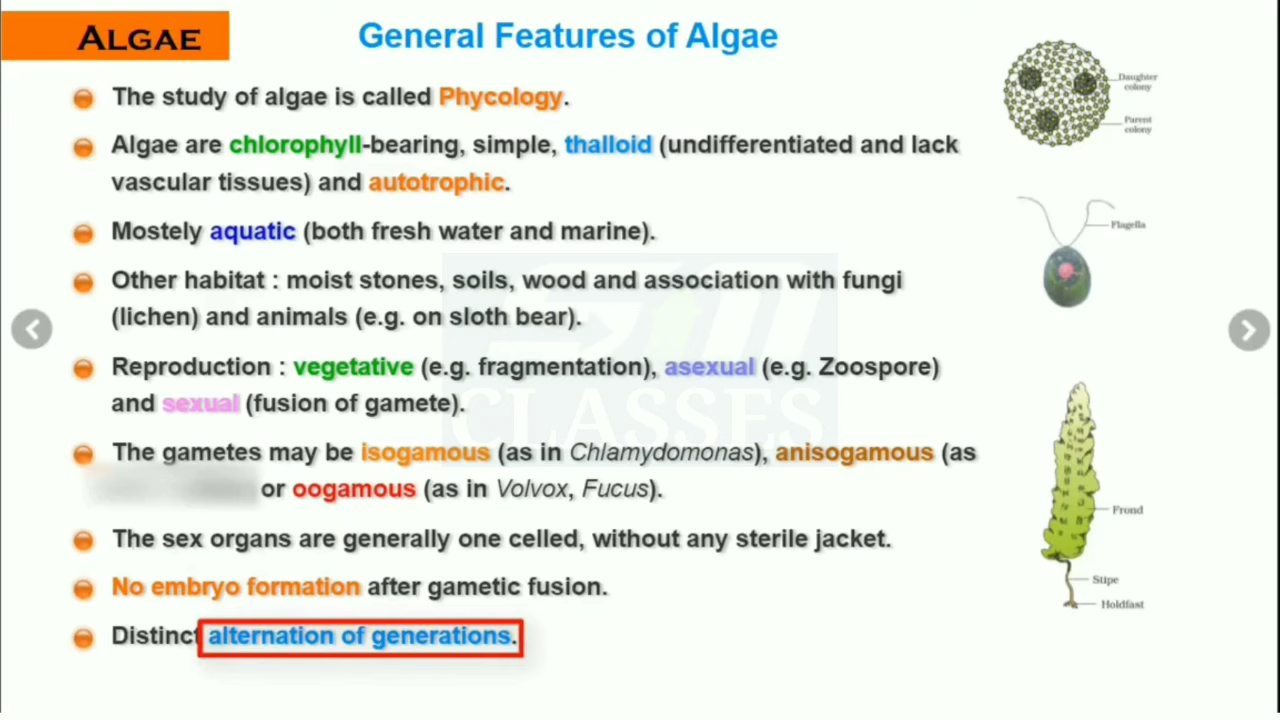 ALGAE
General Features of Algae
The study of algae is called Phycology.
Algae are chlorophyll-bearing, simple, thalloid (undifferentiated and lack
vascular tissues) and autotrophic.
Mostely aquatic (both fresh water and marine).
Other habitat : moist stones, soils, wood and association with fungi
(lichen) and animals (e.g. on sloth bear).
Reproduction : vegetative (e.g. fragmentation), asexual (e.g. Zoospore)
and sexual (fusion of gamete).
The gametes may be isogamous (as in Chlamydomonas), anisogamous (as
or oogamous (as in Volvox, Fucus).
The sex organs are generally one celled, without any sterile jacket.
No embryo formation after gametic fusion.
Distinct alternation of generations.
Daughter
colony
Parent
colony
Flagella
Frond
Stipe
Holdfast
CLASSES